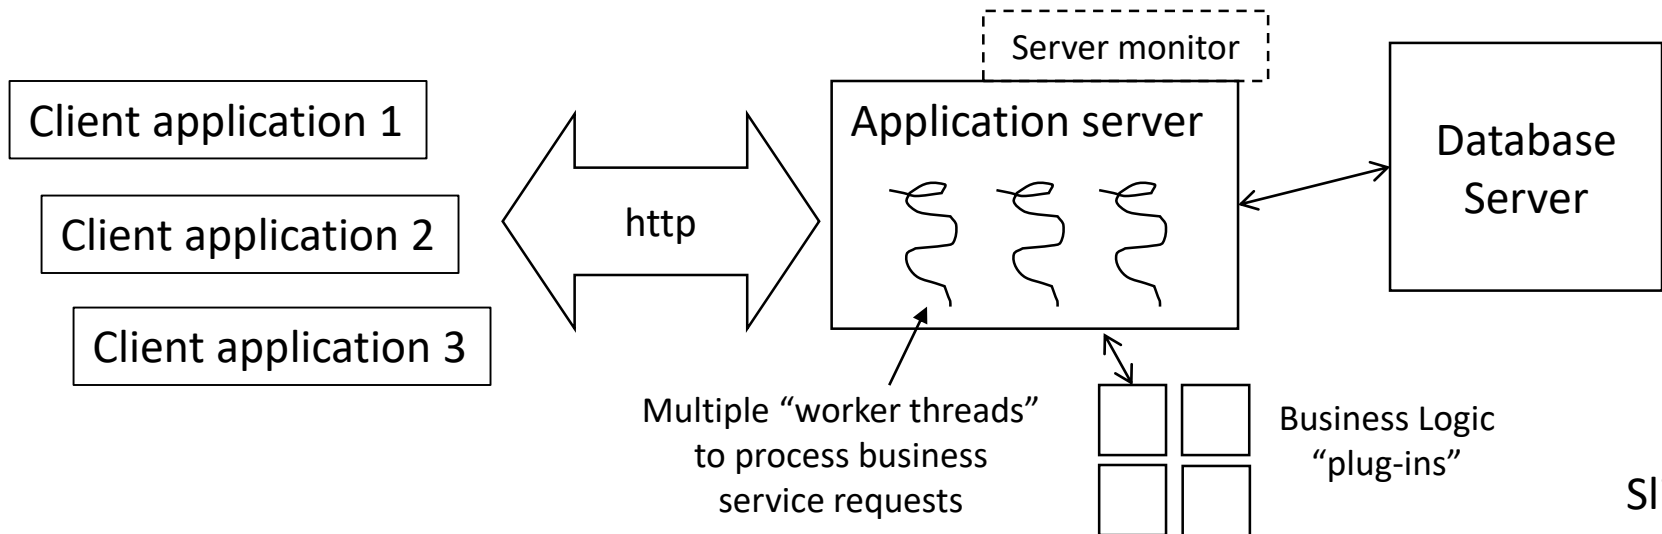 Server monitor
Client application 1
Application server
Database
Server
Client application 2
http
Client application 3
Multiple “worker threads”
to process business
service requests
Business Logic
“plug-ins”
Sl